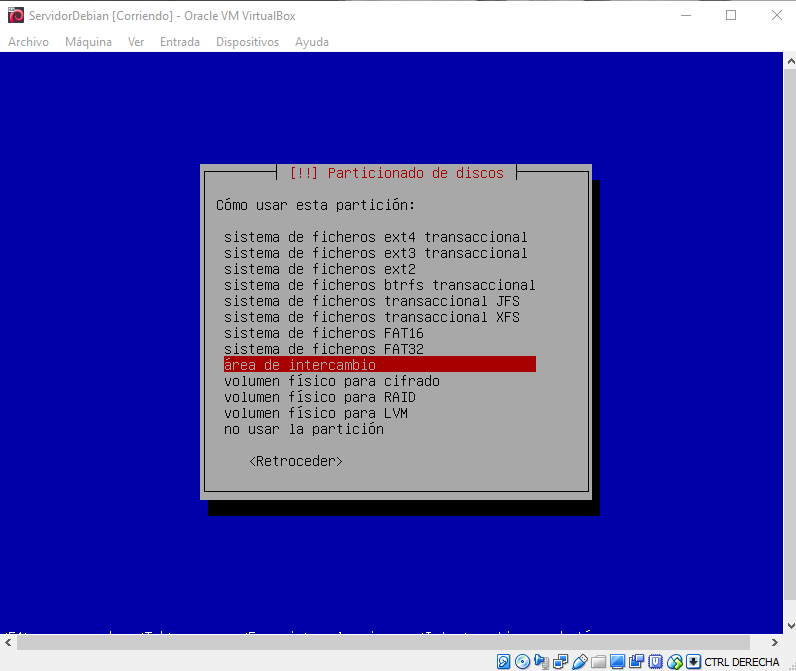 ServidorDebian [Corriendo] - Oracle VM VirtualBox
Archivo Máquina Ver Entrada Dispositivos Ayuda
[!!] Particionado de discos
Cómo usar esta partición:
sistema de ficheros ext4 transaccional
sistema de ficheros ext3 transaccional
sistema de ficheros ext2
sistema de ficheros btrfs transaccional
sistema de ficheros transaccional JFS
sistema de ficheros transaccional XFS
sistema de ficheros FAT16
sistema de ficheros FAT32
área de intercambio
volumen físico para cifrado
volumen físico para RAID
volumen físico para LVM
no usar la partición
<Retroceder>
CTRL DERECHA